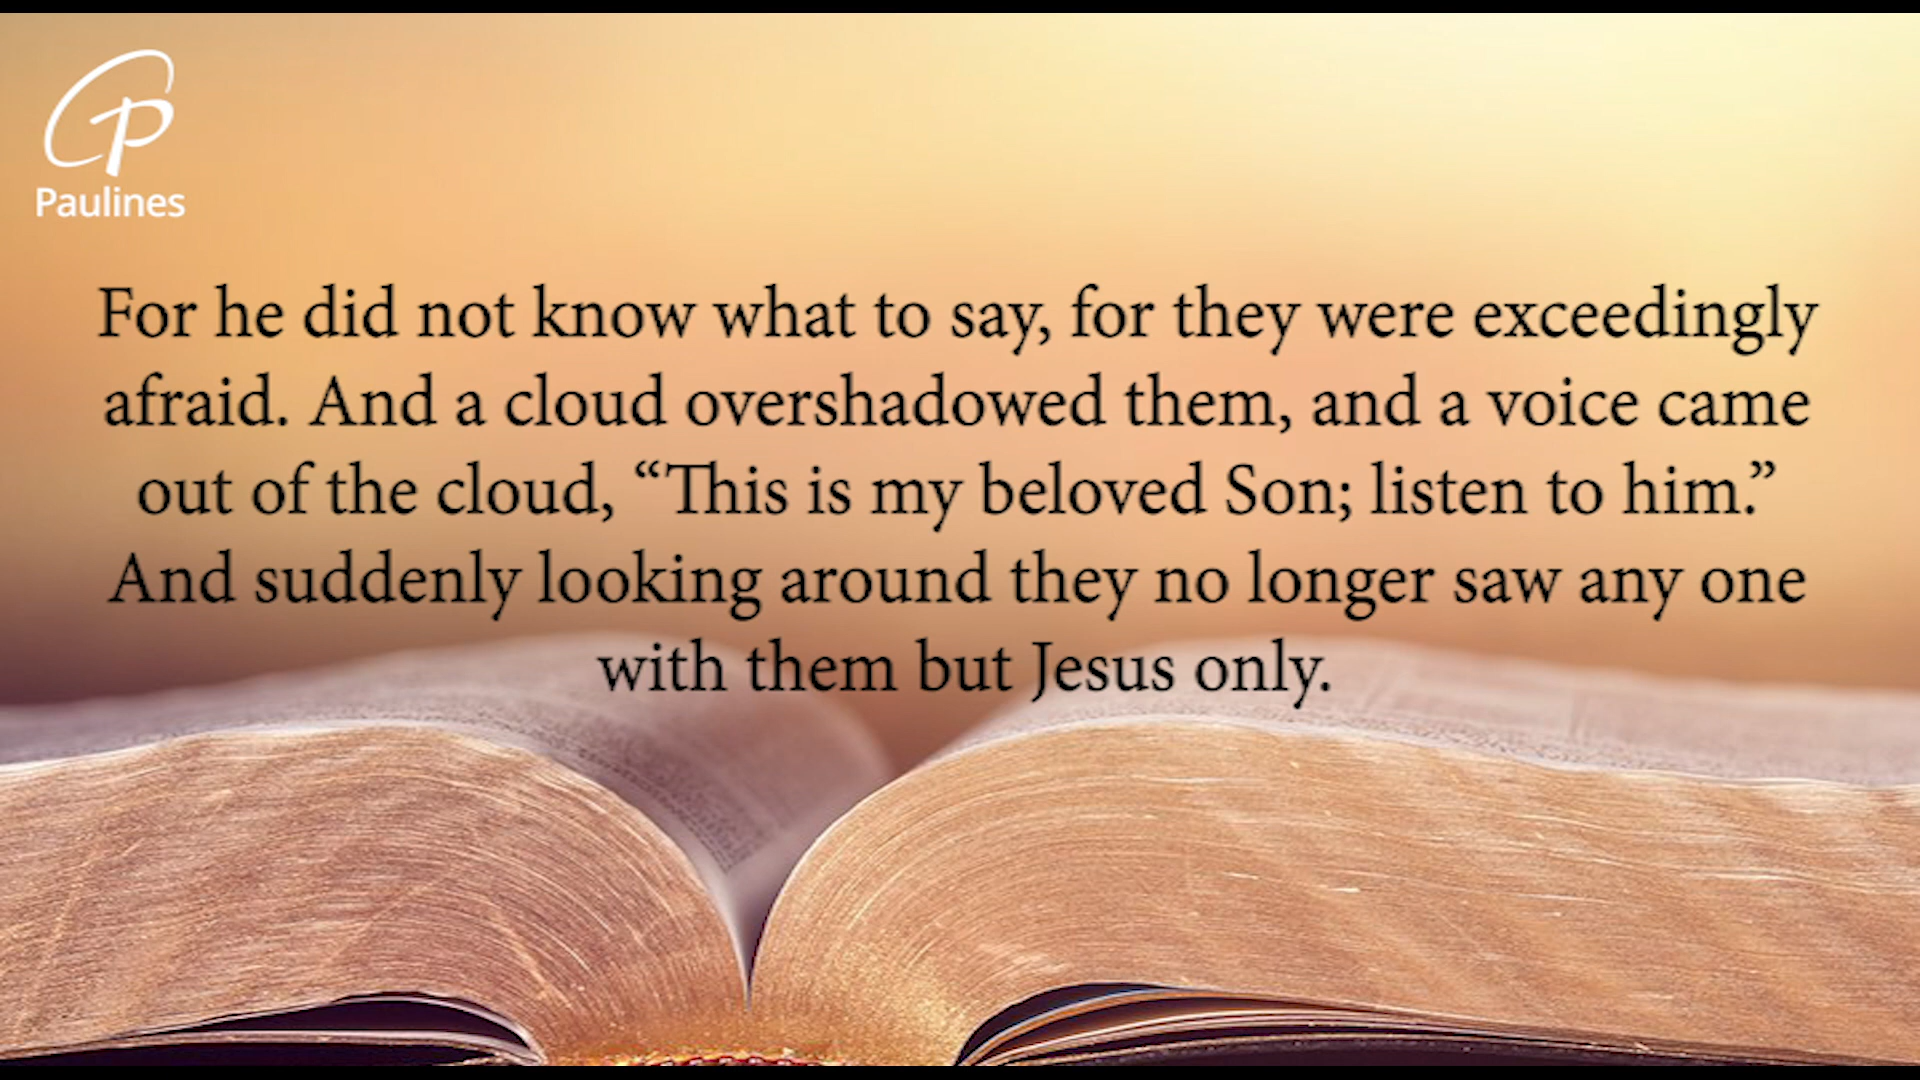 Paulines
For he did not know what to say, for they were exceedingly
afraid. And a cloud overshadowed them, and a voice came
out of the cloud, “This is my beloved Son; listen to him.”
And suddenly looking around they no longer saw any one
with them but Jesus only.